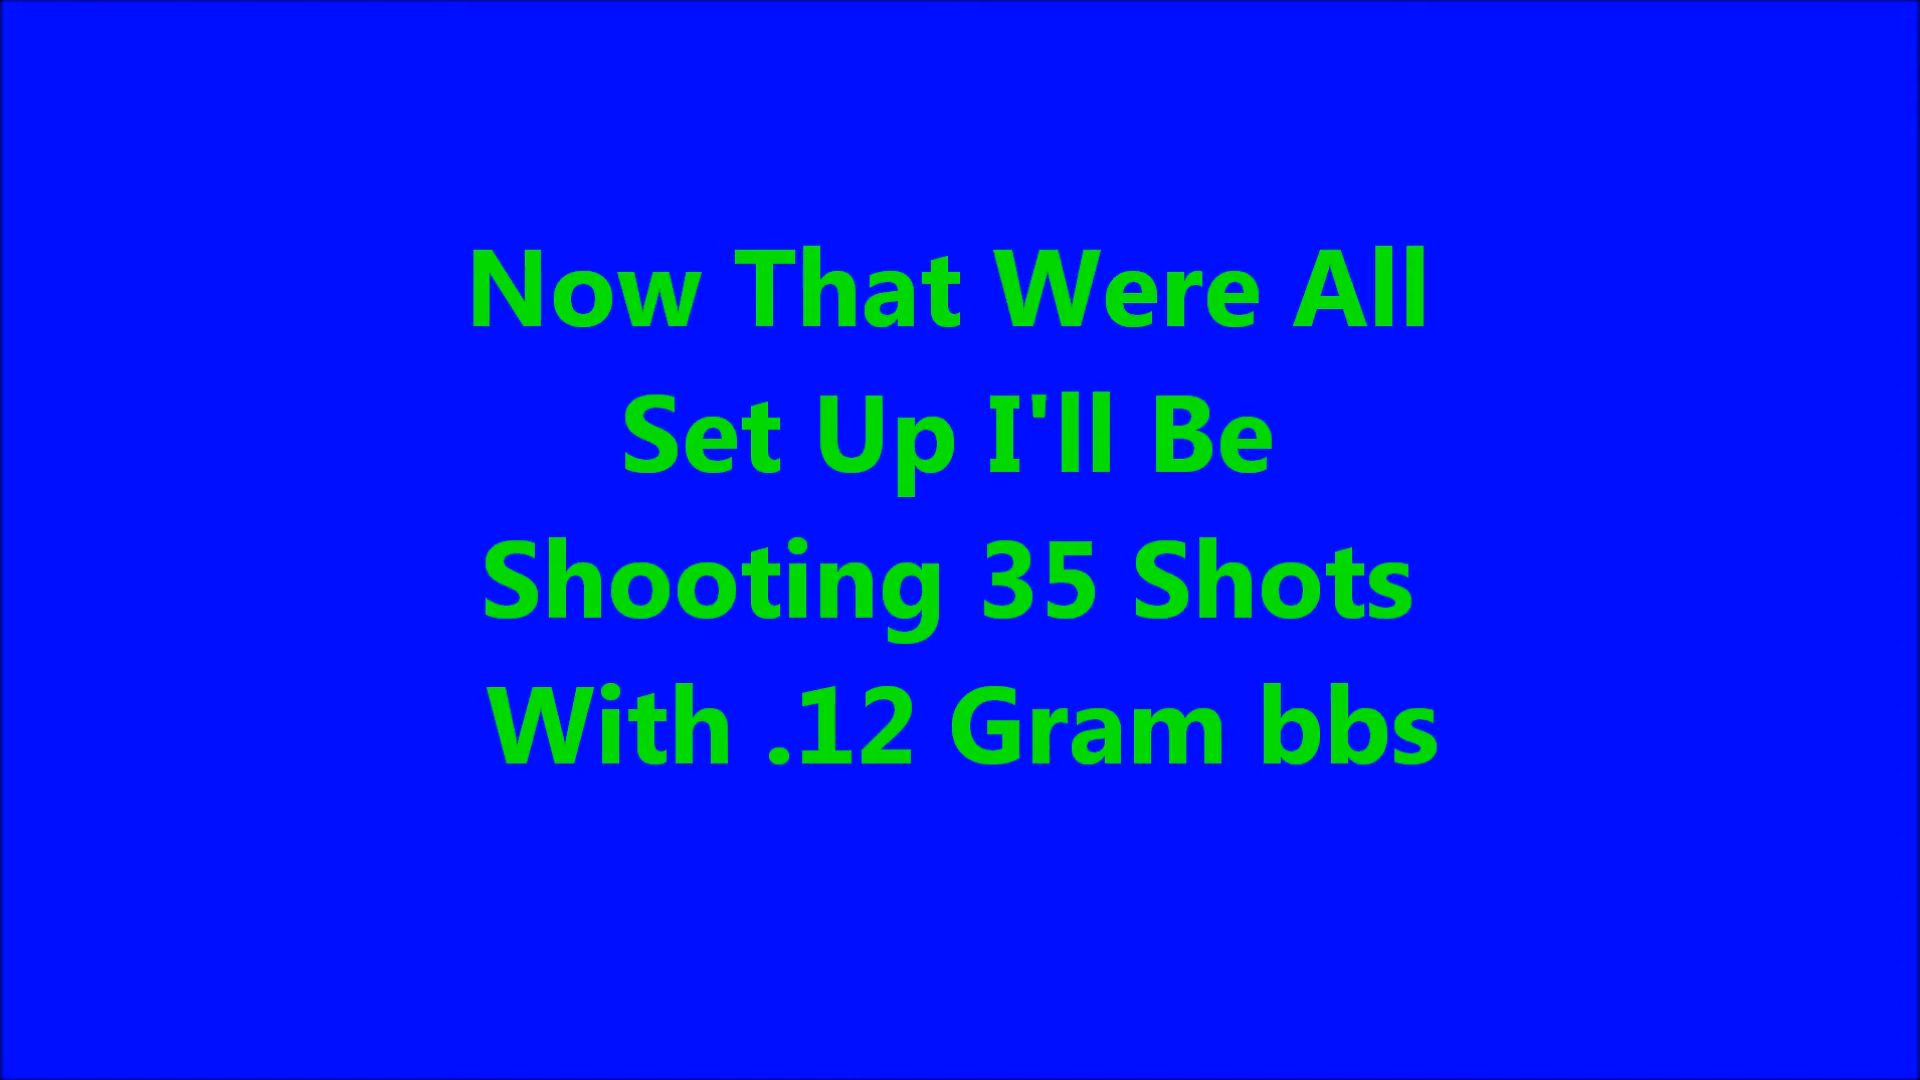 Now That Were All
Set Up I'll Be
Shooting 35 Shots
With .12 Gram bbs